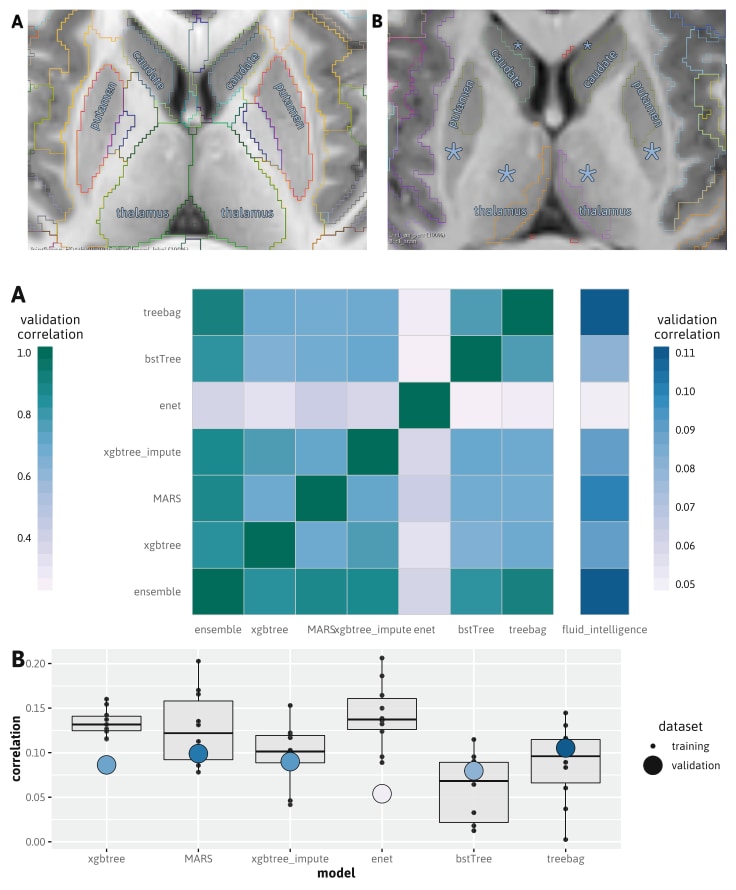 A
B
caudate
caudate
putamen
putamen
thalamus
thalamus
caudate
caudate
putamen
putamen
thalamus
thalamus
A
validation
correlation
1.0
0.8
0.6
0.4
treebag
bstTree
enet
xgbtree_impute
MARS
xgbtree
ensemble
ensemble
xgbtree
MARS
xgbtree_impute
enet
bstTree
treebag
fluid_intelligence
validation
correlation
0.11
0.10
0.09
0.08
0.07
0.06
0.05
B
correlation
0.20
0.15
0.10
0.05
0.00
xgbtree
MARS
xgbtree_impute
enet
bstTree
treebag
model
dataset
training
validation